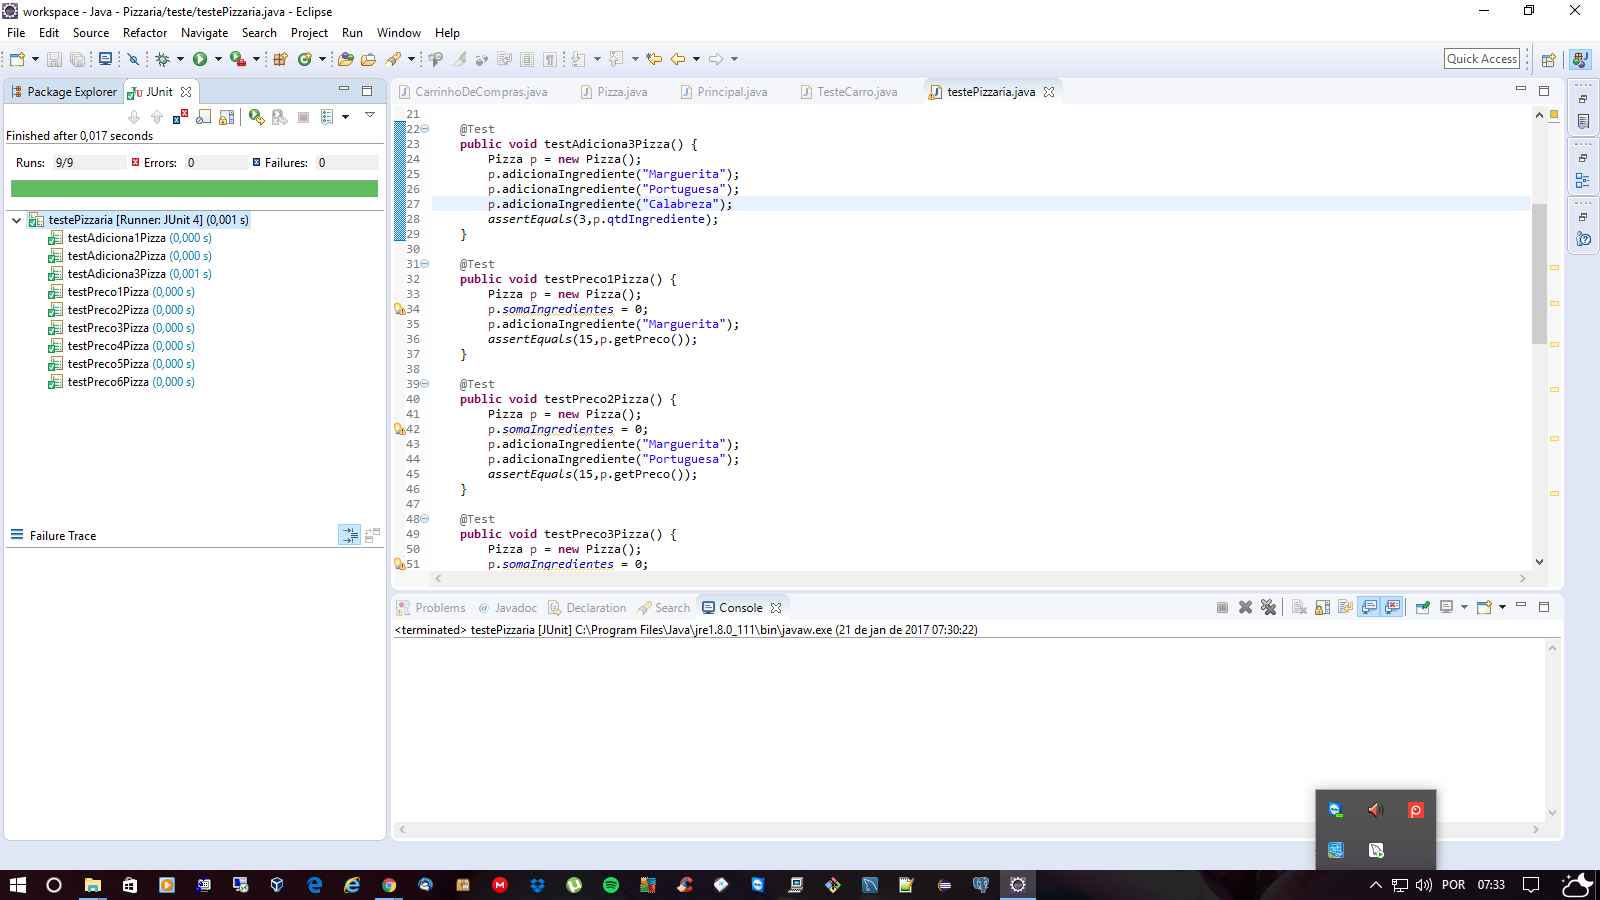 workspace - Java - Pizzaria/teste/testePizzaria.java - Eclipse
File Edit Source Refactor Navigate Search Project Run Window Help
Quick Access
Package Explorer JUnit
Finished after 0,017 seconds
Runs: 9/9 Errors: 0 Failures: 0
testePizzaria [Runner: JUnit 4] (0,001 s)
testAdiciona1Pizza (0,000 s)
testAdiciona2Pizza (0,000 s)
testAdiciona3Pizza (0,001 s)
testPreco1Pizza (0,000 s)
testPreco2Pizza (0,000 s)
testPreco3Pizza (0,000 s)
testPreco4Pizza (0,000 s)
testPreco5Pizza (0,000 s)
testPreco6Pizza (0,000 s)
Failure Trace
CarrinhoDeCompras.java Pizza.java Principal.java TesteCarro.java testePizzaria.java
21
22 @Test
23 public void testAdiciona3Pizza() {
24 Pizza p = new Pizza();
25 p.adicionaIngrediente("Marguerita");
26 p.adicionaIngrediente("Portuguesa");
27 p.adicionaIngrediente("Calabreza");
28 assertEquals(3,p.qtdIngrediente);
29 }
30
31 @Test
32 public void testPreco1Pizza() {
33 Pizza p = new Pizza();
34 p.somaIngredientes = 0;
35 p.adicionaIngrediente("Marguerita");
36 assertEquals(15,p.getPreco());
37 }
38
39 @Test
40 public void testPreco2Pizza() {
41 Pizza p = new Pizza();
42 p.somaIngredientes = 0;
43 p.adicionaIngrediente("Marguerita");
44 p.adicionaIngrediente("Portuguesa");
45 assertEquals(15,p.getPreco());
46 }
47
48 @Test
49 public void testPreco3Pizza() {
50 Pizza p = new Pizza();
51 p.somaIngredientes = 0;
Problems Javadoc Declaration Search Console
<terminated> testePizzaria [JUnit] C:\Program Files\Java\jre1.8.0_111\bin\javaw.exe (21 de jan de 2017 07:30:22)
POR 07:33